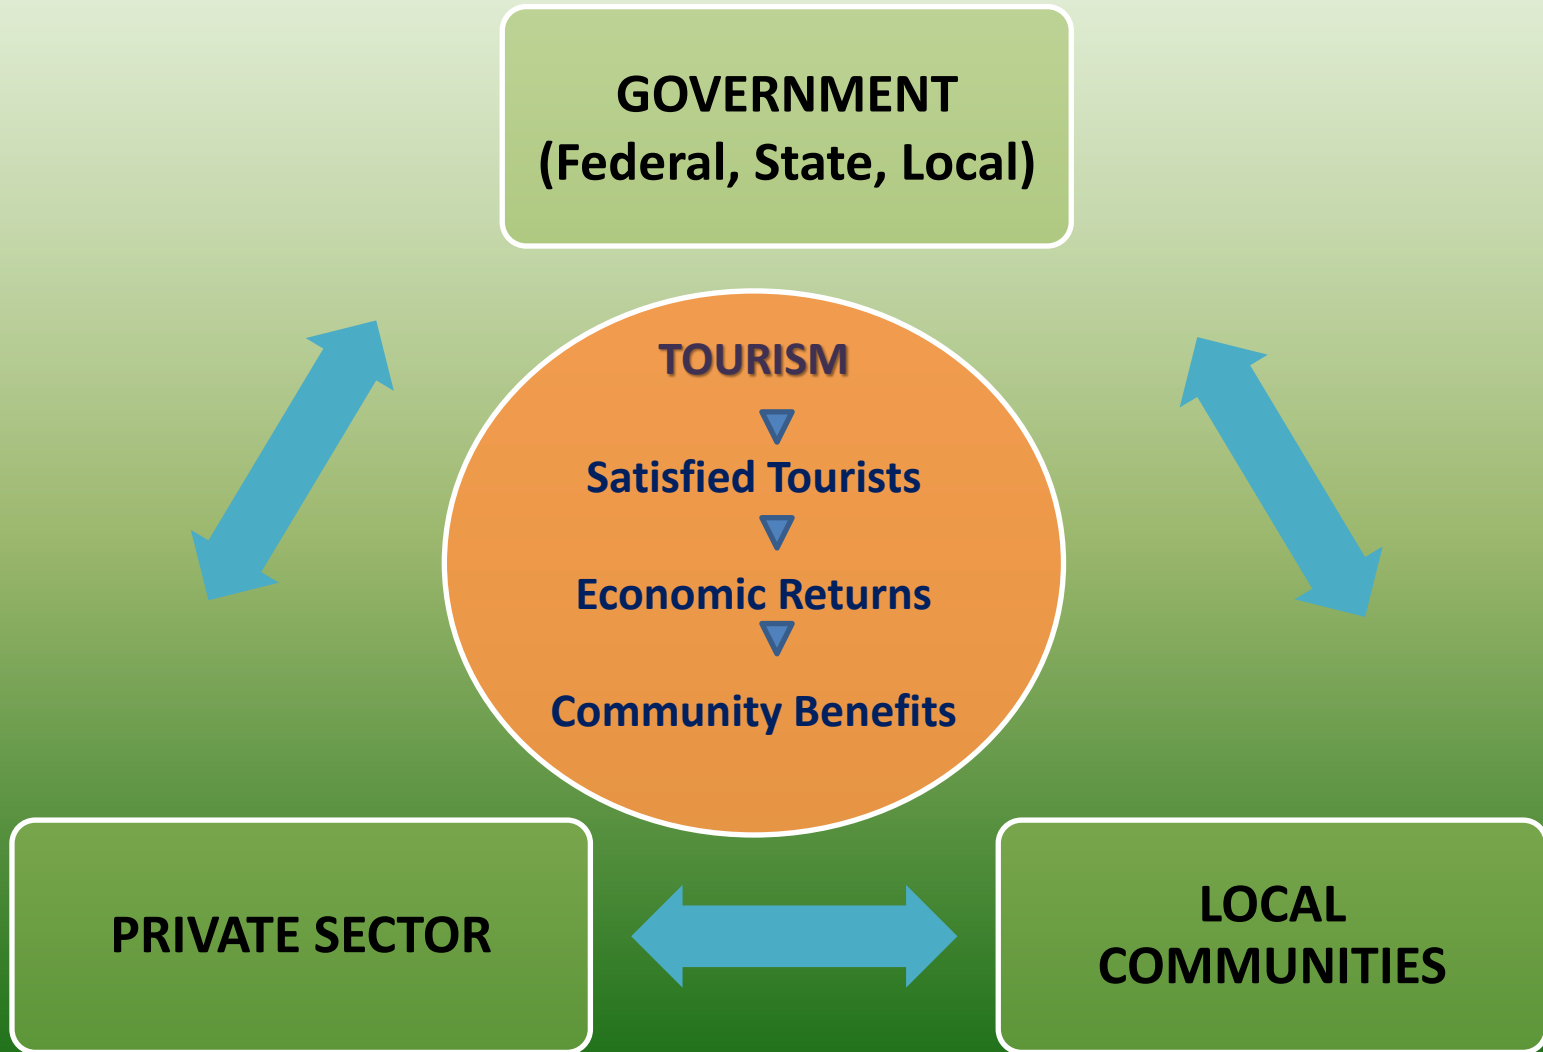 GOVERNMENT
(Federal, State, Local)
TOURISM
Satisfied Tourists
Economic Returns
Community Benefits
PRIVATE SECTOR
LOCAL
COMMUNITIES